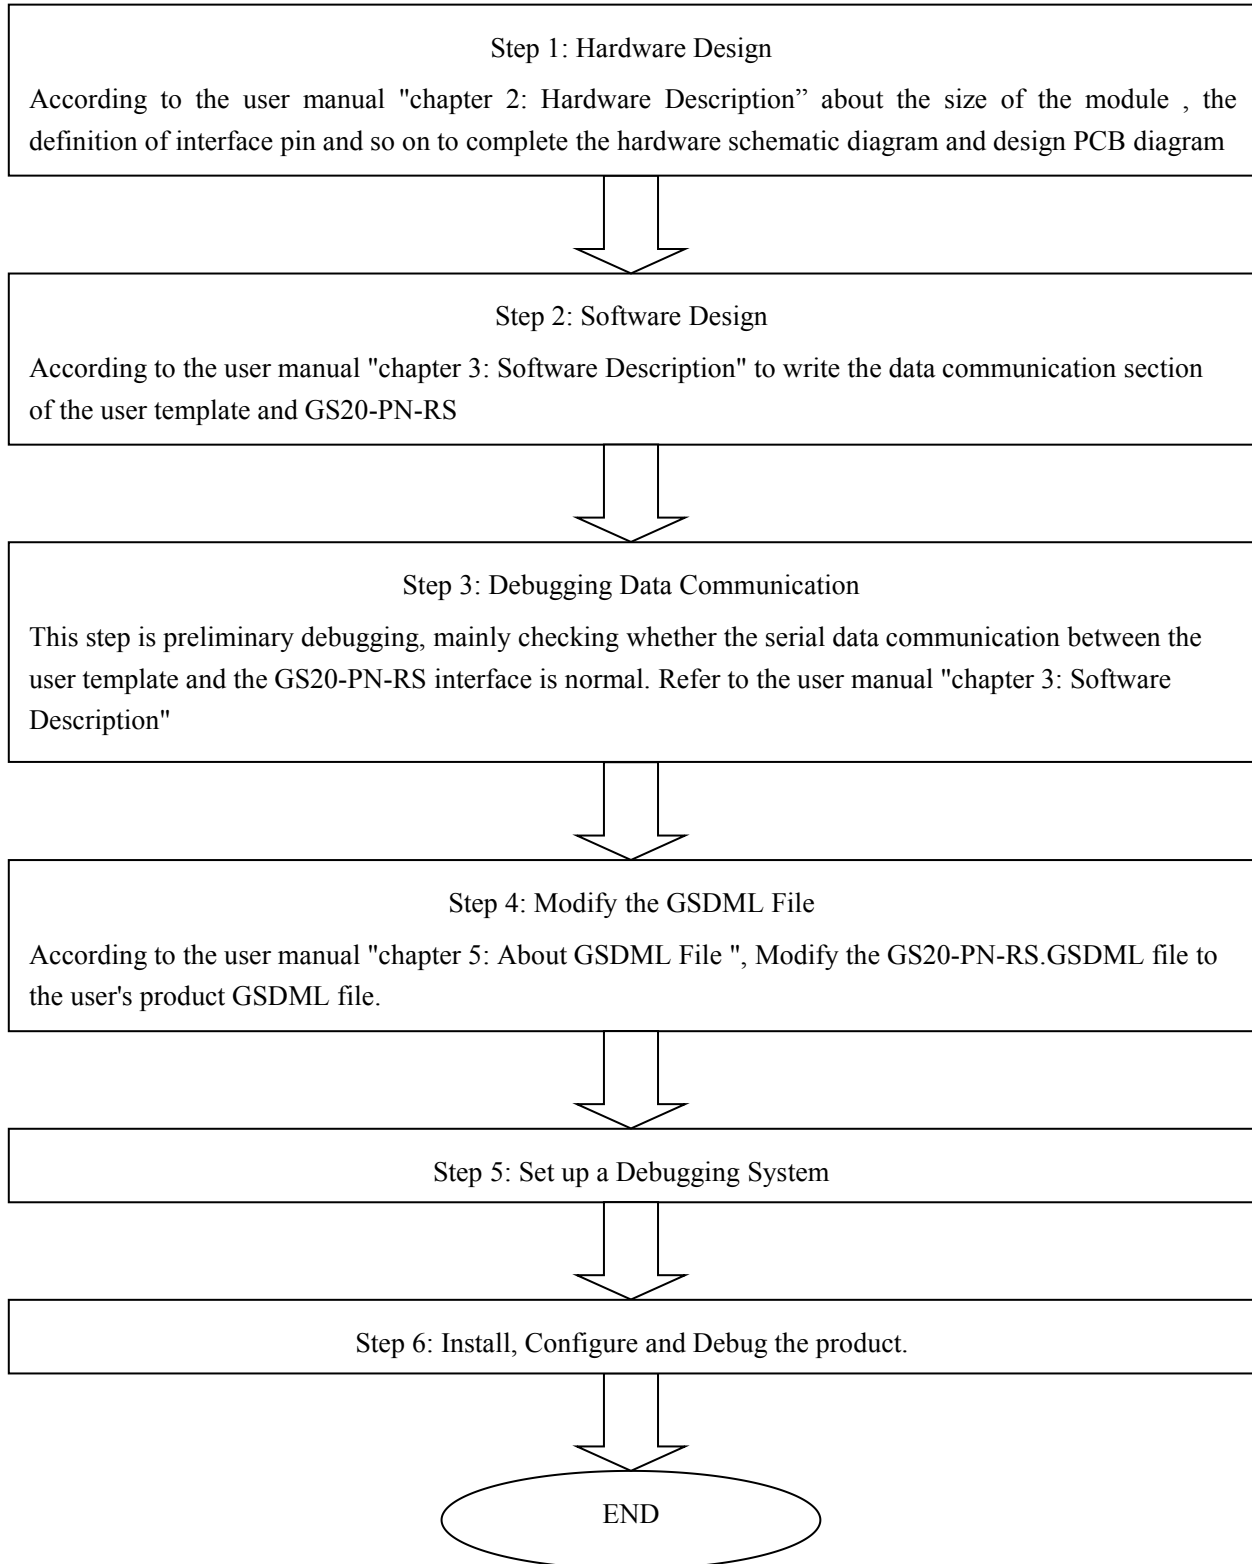 Step 1: Hardware Design
According to the user manual "chapter 2: Hardware Description” about the size of the module , the
definition of interface pin and so on to complete the hardware schematic diagram and design PCB diagram
Step 2: Software Design
According to the user manual "chapter 3: Software Description" to write the data communication section
of the user template and GS20-PN-RS
Step 3: Debugging Data Communication
This step is preliminary debugging, mainly checking whether the serial data communication between the
user template and the GS20-PN-RS interface is normal. Refer to the user manual "chapter 3: Software
Description"
Step 4: Modify the GSDML File
According to the user manual "chapter 5: About GSDML File ", Modify the GS20-PN-RS.GSDML file to
the user's product GSDML file.
Step 5: Set up a Debugging System
Step 6: Install, Configure and Debug the product.
END